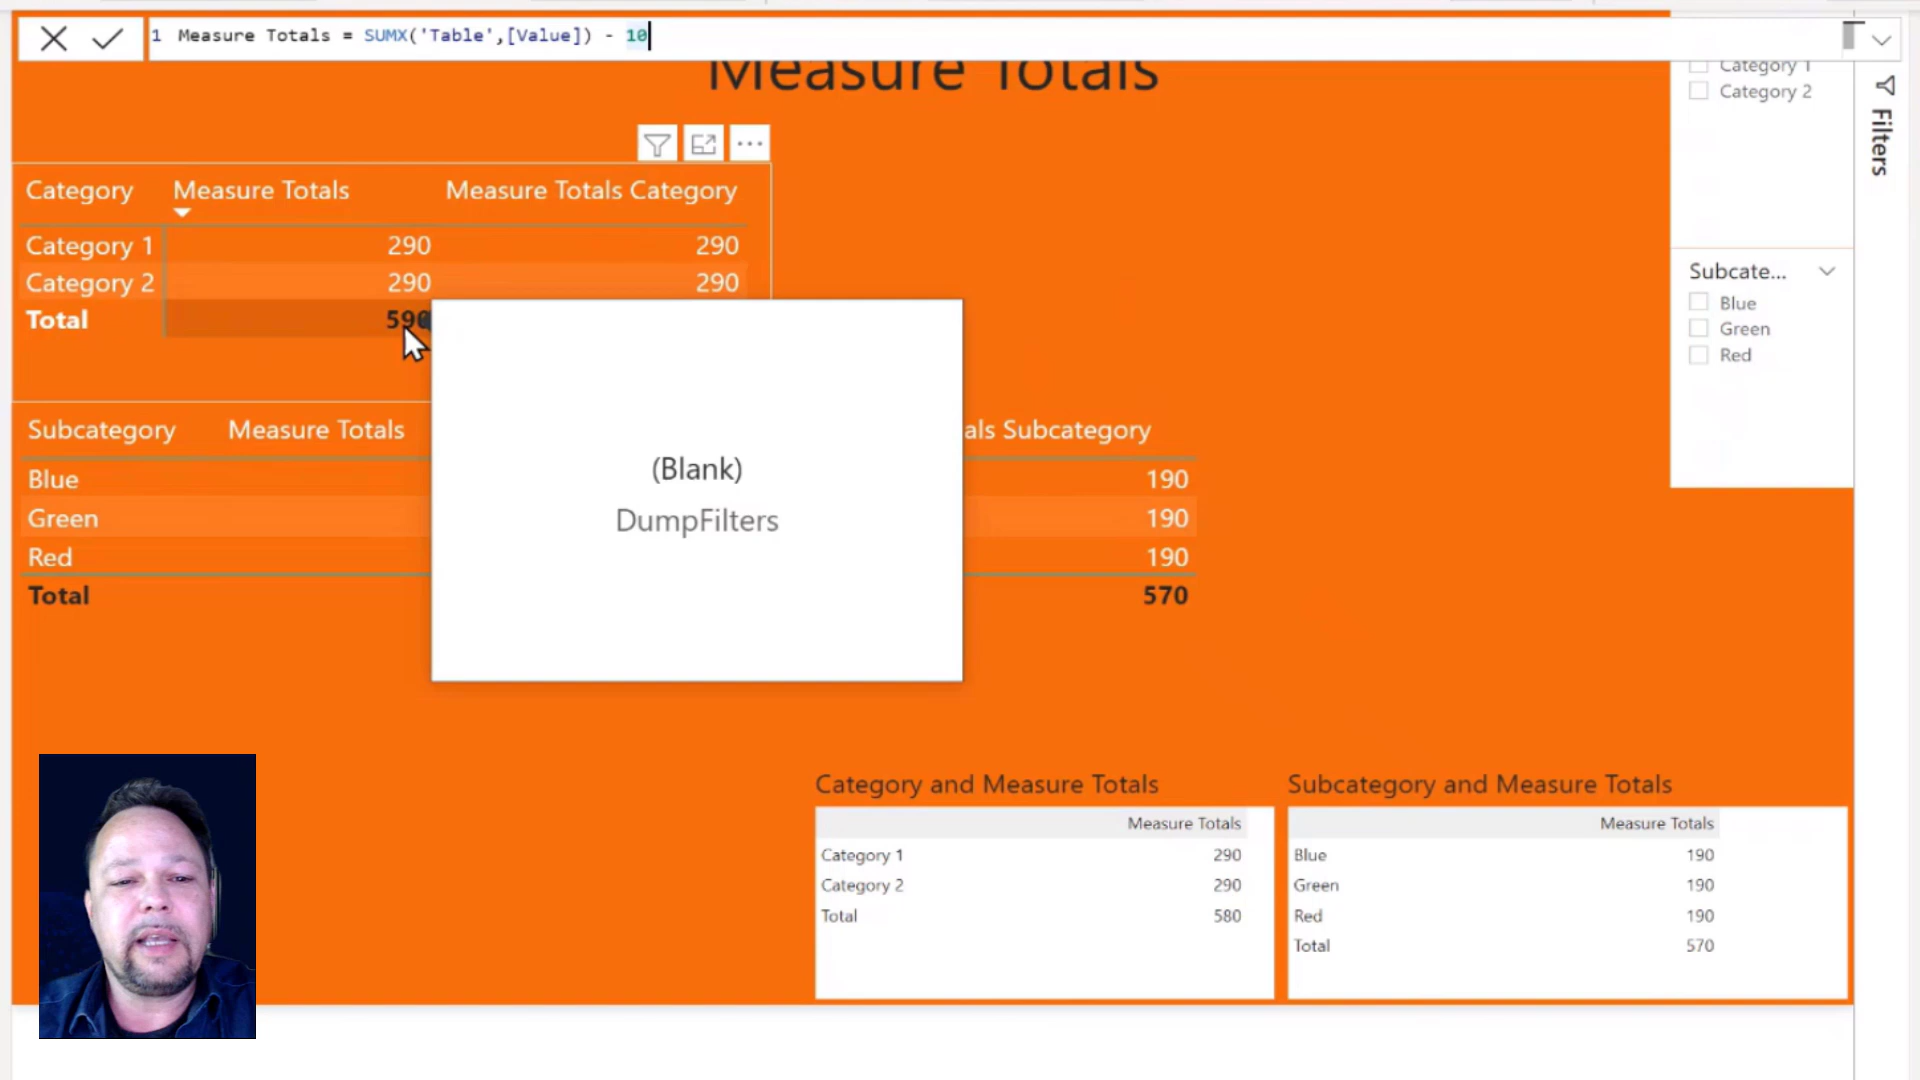 1 Measure Totals = SUMX('Table',[Value]) - 10
Measure Totals
Category 1
Category 2
Filters
Category Measure Totals Measure Totals Category
Category 1 290 290
Category 2 290 290
Total 590
Subcate...
Blue
Green
Red
(Blank)
DumpFilters
Subcategory Measure Totals als Subcategory
Blue 190
Green 190
Red 190
Total 570
Category and Measure Totals
Measure Totals
Category 1 290
Category 2 290
Total 580
Subcategory and Measure Totals
Measure Totals
Blue 190
Green 190
Red 190
Total 570